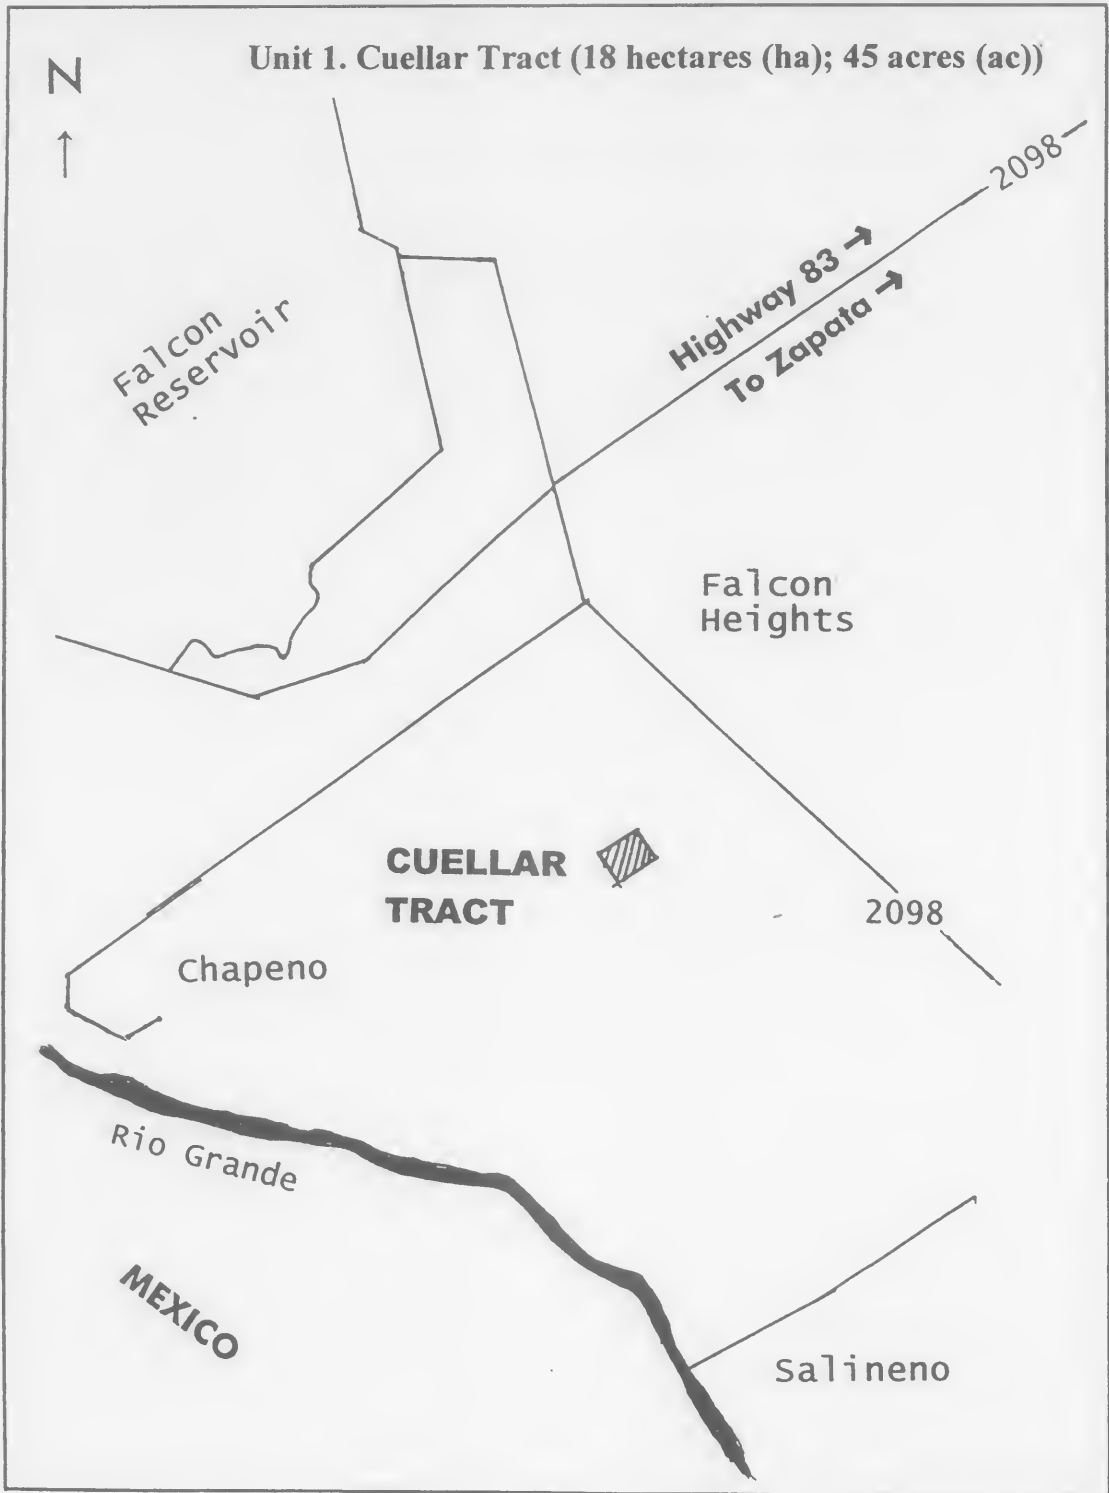 Unit 1. Cuellar Tract (18 hectares (ha); 45 acres (ac))
N
2098
Highway 83 →
To Zapata →
Falcon
Reservoir
Falcon
Heights
CUELLAR
TRACT
2098
Chapeno
Rio Grande
MEXICO
Salineno